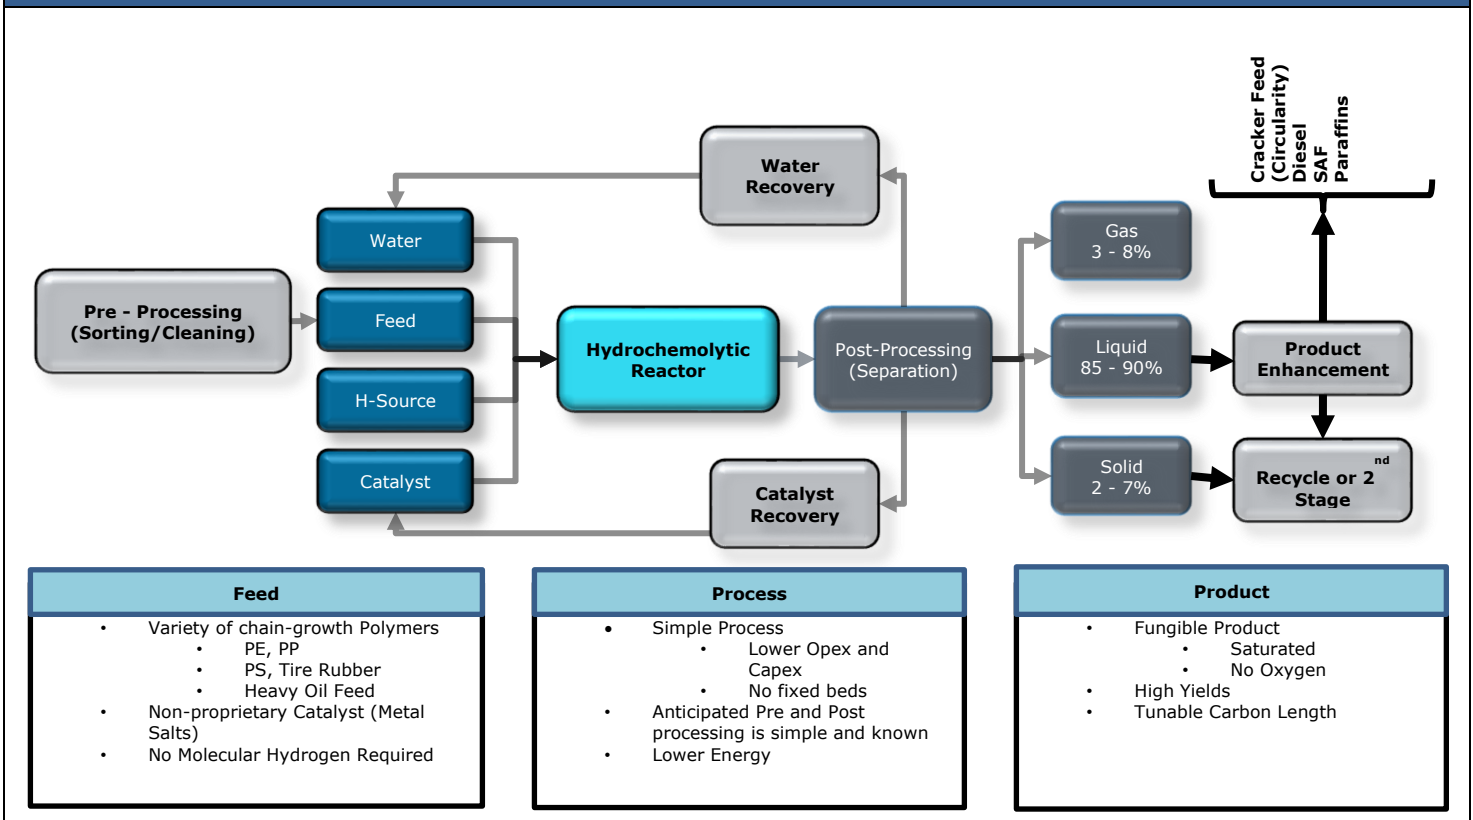 Cracker Feed
(Circularity)
Diesel
SAF
Paraffins
Water
Recovery
Water
Gas
3 - 8%
Pre - Processing
(Sorting/Cleaning)
Feed
Hydrochemolytic
Reactor
Post-Processing
(Separation)
Liquid
85 - 90%
Product
Enhancement
H-Source
Catalyst
Catalyst
Recovery
Solid
2 - 7%
Recycle or 2nd
Stage
Feed
• Variety of chain-growth Polymers
• PE, PP
• PS, Tire Rubber
• Heavy Oil Feed
• Non-proprietary Catalyst (Metal
Salts)
• No Molecular Hydrogen Required
Process
• Simple Process
• Lower Opex and
Capex
• No fixed beds
• Anticipated Pre and Post
processing is simple and known
• Lower Energy
Product
• Fungible Product
• Saturated
• No Oxygen
• High Yields
• Tunable Carbon Length